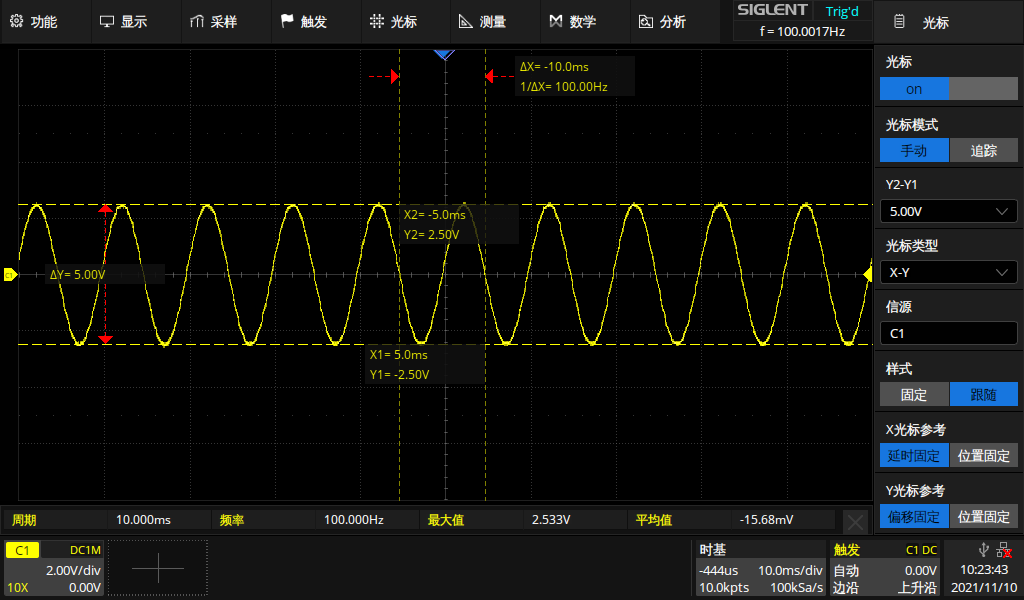 功能 显示 采样 触发 光标 测量 数学 分析 SIGLENT Trig'd
f = 100.0017Hz
光标
光标
on
光标模式
手动 追踪
Y2-Y1
5.00V
光标类型
X-Y
信源
C1
样式
固定 跟随
X光标参考
延时固定 位置固定
Y光标参考
偏移固定 位置固定
ΔX= -10.0ms
1/ΔX= 100.00Hz
X2= -5.0ms
Y2= 2.50V
C1
ΔY= 5.00V
X1= 5.0ms
Y1= -2.50V
周期 10.000ms 频率 100.000Hz 最大值 2.533V 平均值 -15.68mV
C1 DC1M
2.00V/div
10X 0.00V
时基
-444us 10.0ms/div
10.0kpts 100kSa/s
触发 C1 DC
自动 0.00V
边沿 上升沿
10:23:43
2021/11/10